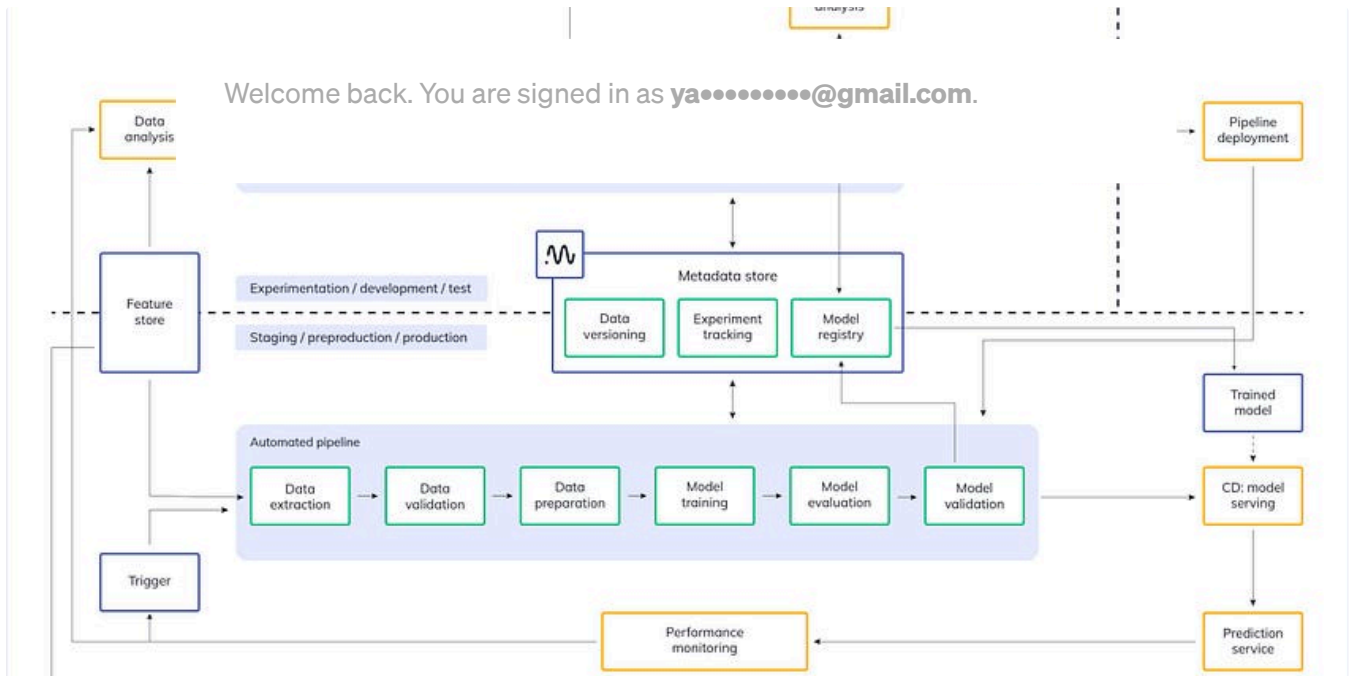 analysis
Welcome back. You are signed in as ya•••••••••@gmail.com.
Data
analysis
Pipeline
deployment
Metadata store
Feature
store
Experimentation / development / test
Staging / preproduction / production
Data
versioning
Experiment
tracking
Model
registry
Trained
model
Automated pipeline
Data
extraction
Data
validation
Data
preparation
Model
training
Model
evaluation
Model
validation
CD: model
serving
Trigger
Performance
monitoring
Prediction
service